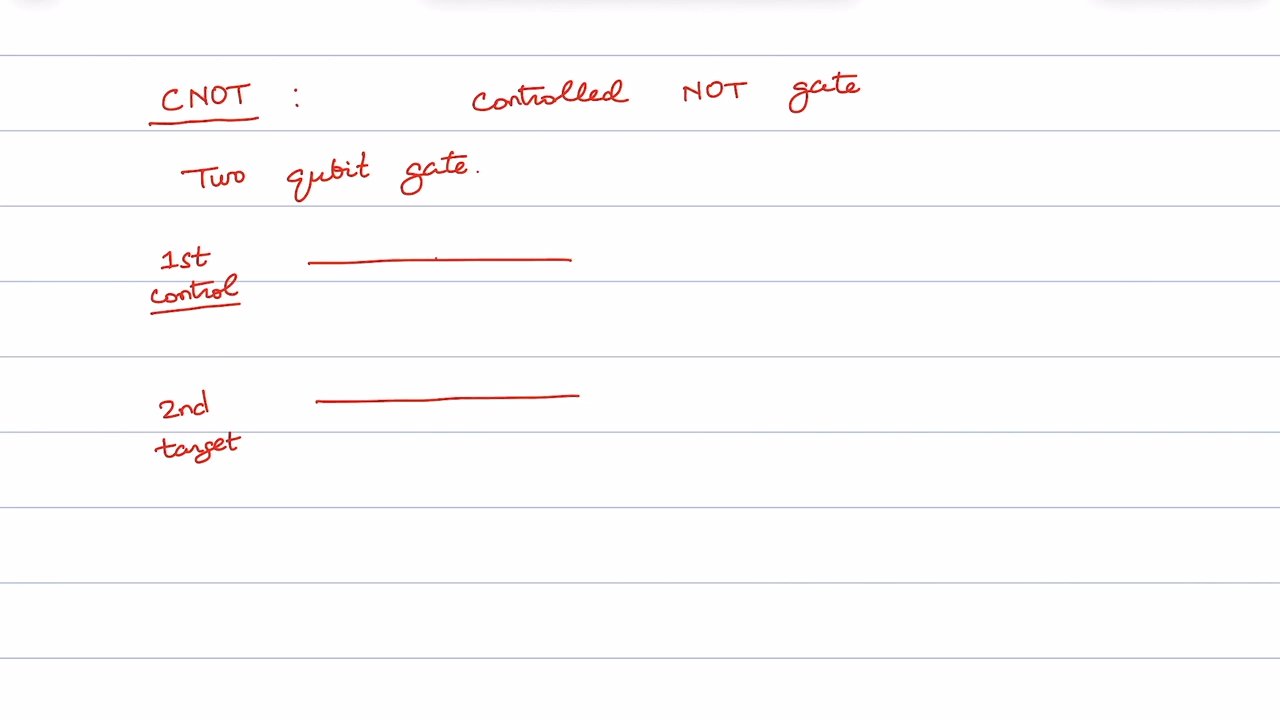 CNOT : Controlled NOT gate
Two qubit gate.
1st
control
2nd
target